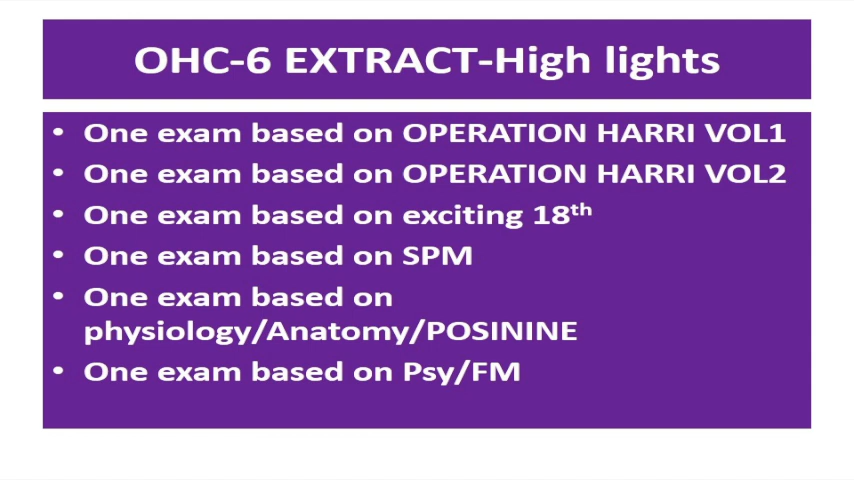 OHC-6 EXTRACT-High lights
• One exam based on OPERATION HARRI VOL1
• One exam based on OPERATION HARRI VOL2
• One exam based on exciting 18th
• One exam based on SPM
• One exam based on
physiology/Anatomy/POSININE
• One exam based on Psy/FM